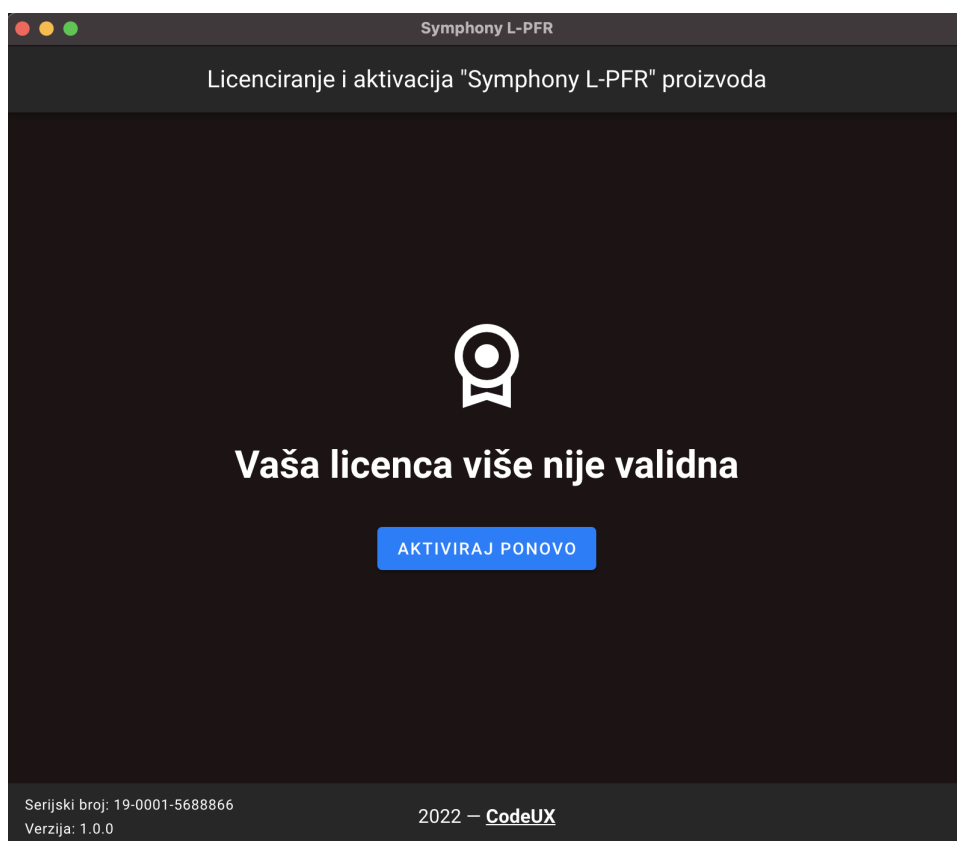 Symphony L-PFR
Licenciranje i aktivacija "Symphony L-PFR" proizvoda
Vaša licenca više nije validna
AKTIVIRAJ PONOVO
Serijski broj: 19-0001-5688866
Verzija: 1.0.0
2022 — CodeUX